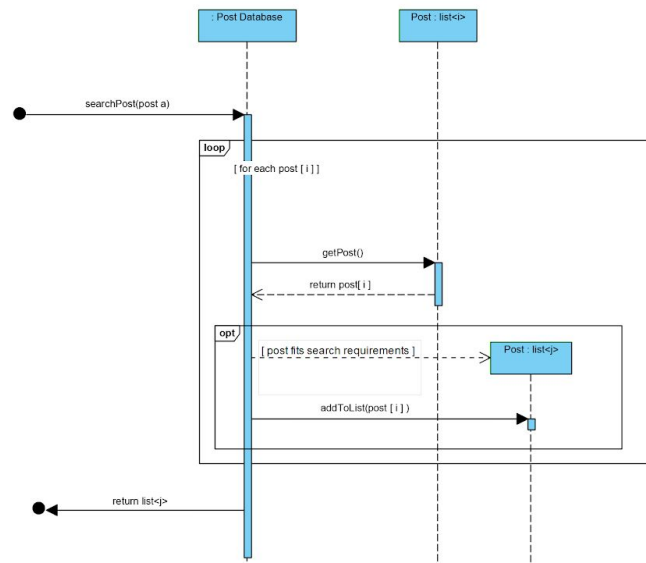 : Post Database
Post : list<i>
searchPost(post a)
loop
[ for each post [ i ] ]
getPost()
return post[ i ]
opt
[ post fits search requirements ]
Post : list<j>
addToList(post [ i ] )
return list<j>